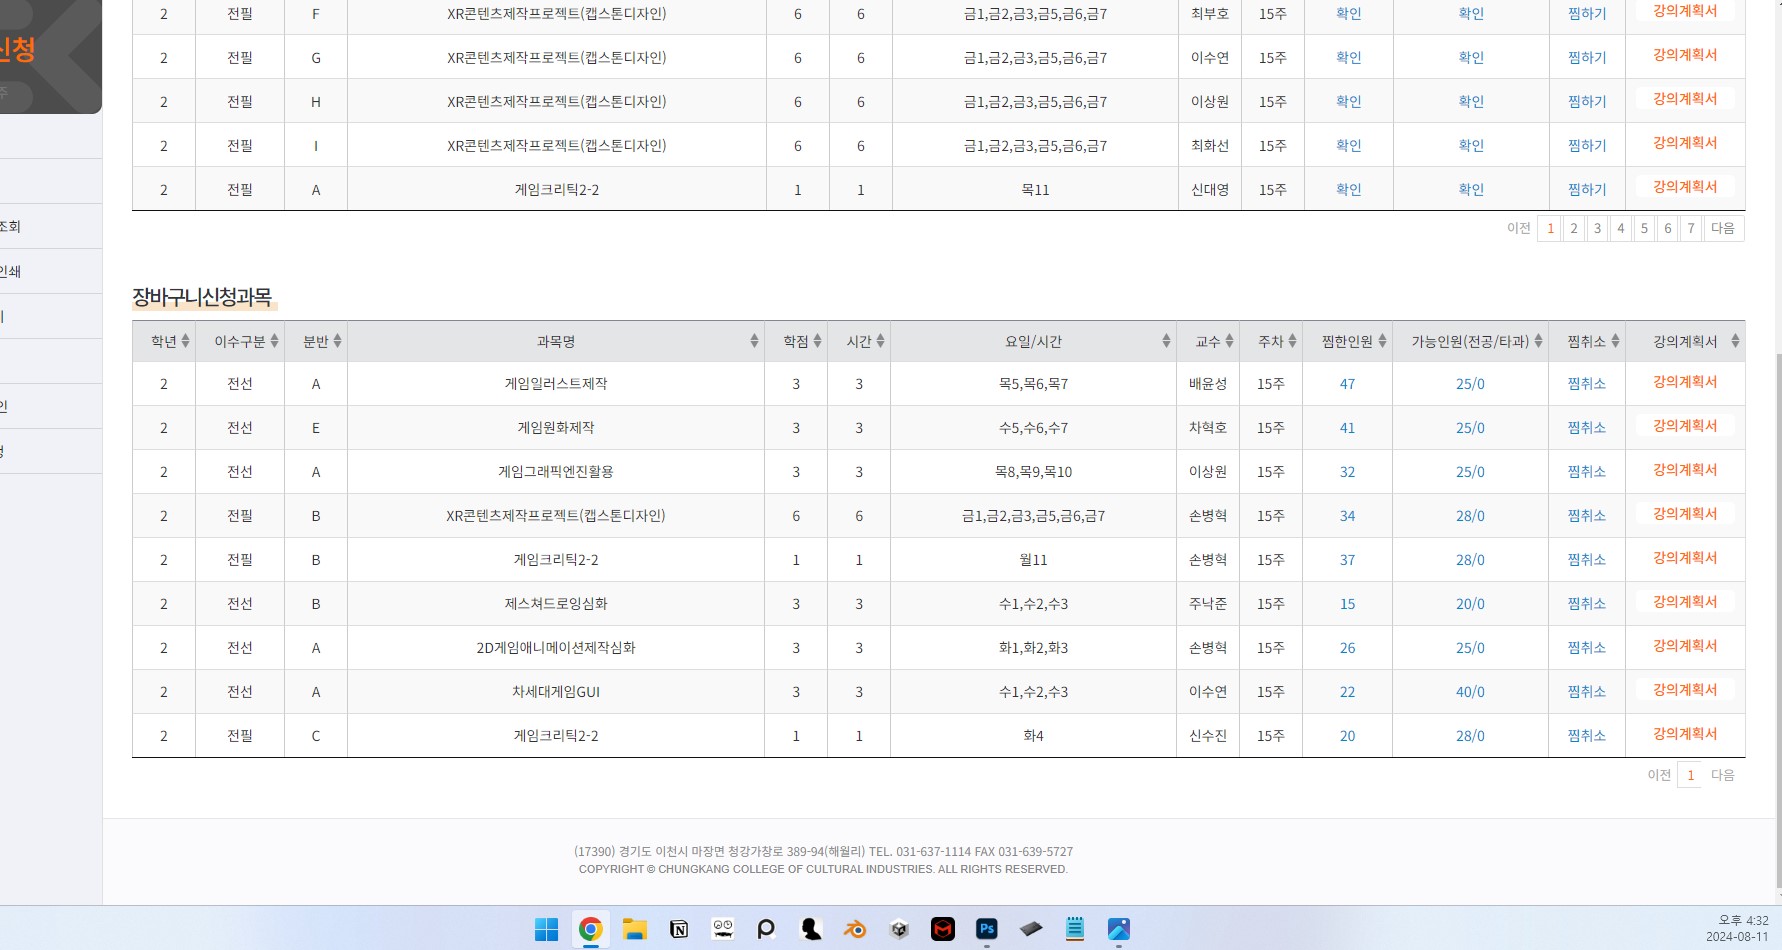 신청
주
조회
인쇄
인
2 전필 F XR콘텐츠제작프로젝트(캡스톤디자인) 6 6 금1,금2,금3,금5,금6,금7 최부호 15주 확인 확인 찜하기 강의계획서
2 전필 G XR콘텐츠제작프로젝트(캡스톤디자인) 6 6 금1,금2,금3,금5,금6,금7 이수연 15주 확인 확인 찜하기 강의계획서
2 전필 H XR콘텐츠제작프로젝트(캡스톤디자인) 6 6 금1,금2,금3,금5,금6,금7 이상원 15주 확인 확인 찜하기 강의계획서
2 전필 I XR콘텐츠제작프로젝트(캡스톤디자인) 6 6 금1,금2,금3,금5,금6,금7 최화선 15주 확인 확인 찜하기 강의계획서
2 전필 A 게임크리틱2-2 1 1 목11 신대영 15주 확인 확인 찜하기 강의계획서
이전 1 2 3 4 5 6 7 다음
장바구니신청과목
학년 이수구분 분반 과목명 학점 시간 요일/시간 교수 주차 찜한인원 가능인원(전공/타과) 찜취소 강의계획서
2 전선 A 게임일러스트제작 3 3 목5,목6,목7 배윤성 15주 47 25/0 찜취소 강의계획서
2 전선 E 게임원화제작 3 3 수5,수6,수7 차혁호 15주 41 25/0 찜취소 강의계획서
2 전선 A 게임그래픽엔진활용 3 3 목8,목9,목10 이상원 15주 32 25/0 찜취소 강의계획서
2 전필 B XR콘텐츠제작프로젝트(캡스톤디자인) 6 6 금1,금2,금3,금5,금6,금7 손병혁 15주 34 28/0 찜취소 강의계획서
2 전필 B 게임크리틱2-2 1 1 월11 손병혁 15주 37 28/0 찜취소 강의계획서
2 전선 B 제스쳐드로잉심화 3 3 수1,수2,수3 주낙준 15주 15 20/0 찜취소 강의계획서
2 전선 A 2D게임애니메이션제작심화 3 3 화1,화2,화3 손병혁 15주 26 25/0 찜취소 강의계획서
2 전선 A 차세대게임GUI 3 3 수1,수2,수3 이수연 15주 22 40/0 찜취소 강의계획서
2 전필 C 게임크리틱2-2 1 1 화4 신수진 15주 20 28/0 찜취소 강의계획서
이전 1 다음
(17390) 경기도 이천시 마장면 청강가창로 389-94(해월리) TEL. 031-637-1114 FAX 031-639-5727
COPYRIGHT © CHUNGKANG COLLEGE OF CULTURAL INDUSTRIES. ALL RIGHTS RESERVED.
Ps
오후 4:32
2024-08-11